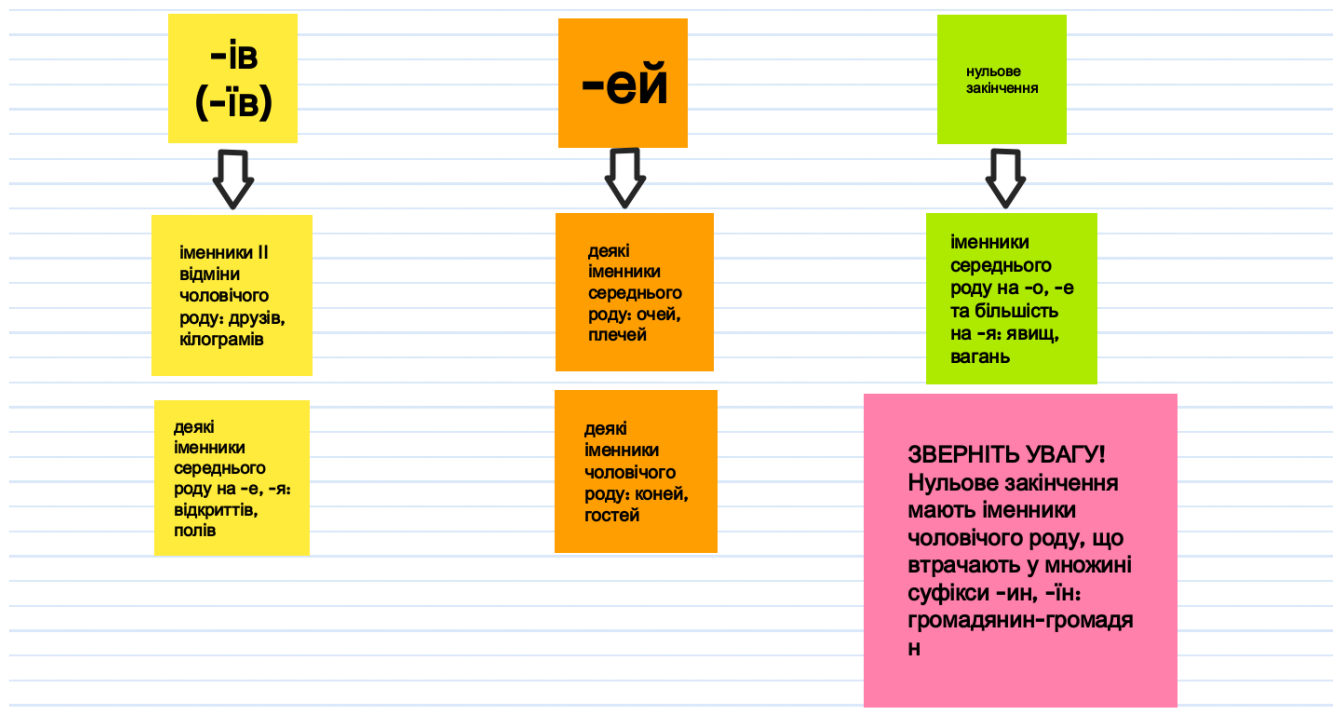 -ів
(-їв)
-ей
нульове
закінчення
іменники ІІ
відміни
чоловічого
роду: друзів,
кілограмів
деякі
іменники
середнього
роду: очей,
плечей
іменники
середнього
роду на -о, -е
та більшість
на -я: явищ,
вагань
деякі
іменники
середнього
роду на -е, -я:
відкриттів,
полів
деякі
іменники
чоловічого
роду: коней,
гостей
ЗВЕРНІТЬ УВАГУ!
Нульове закінчення
мають іменники
чоловічого роду, що
втрачають у множині
суфікси -ин, -їн:
громадянин-громадя
н